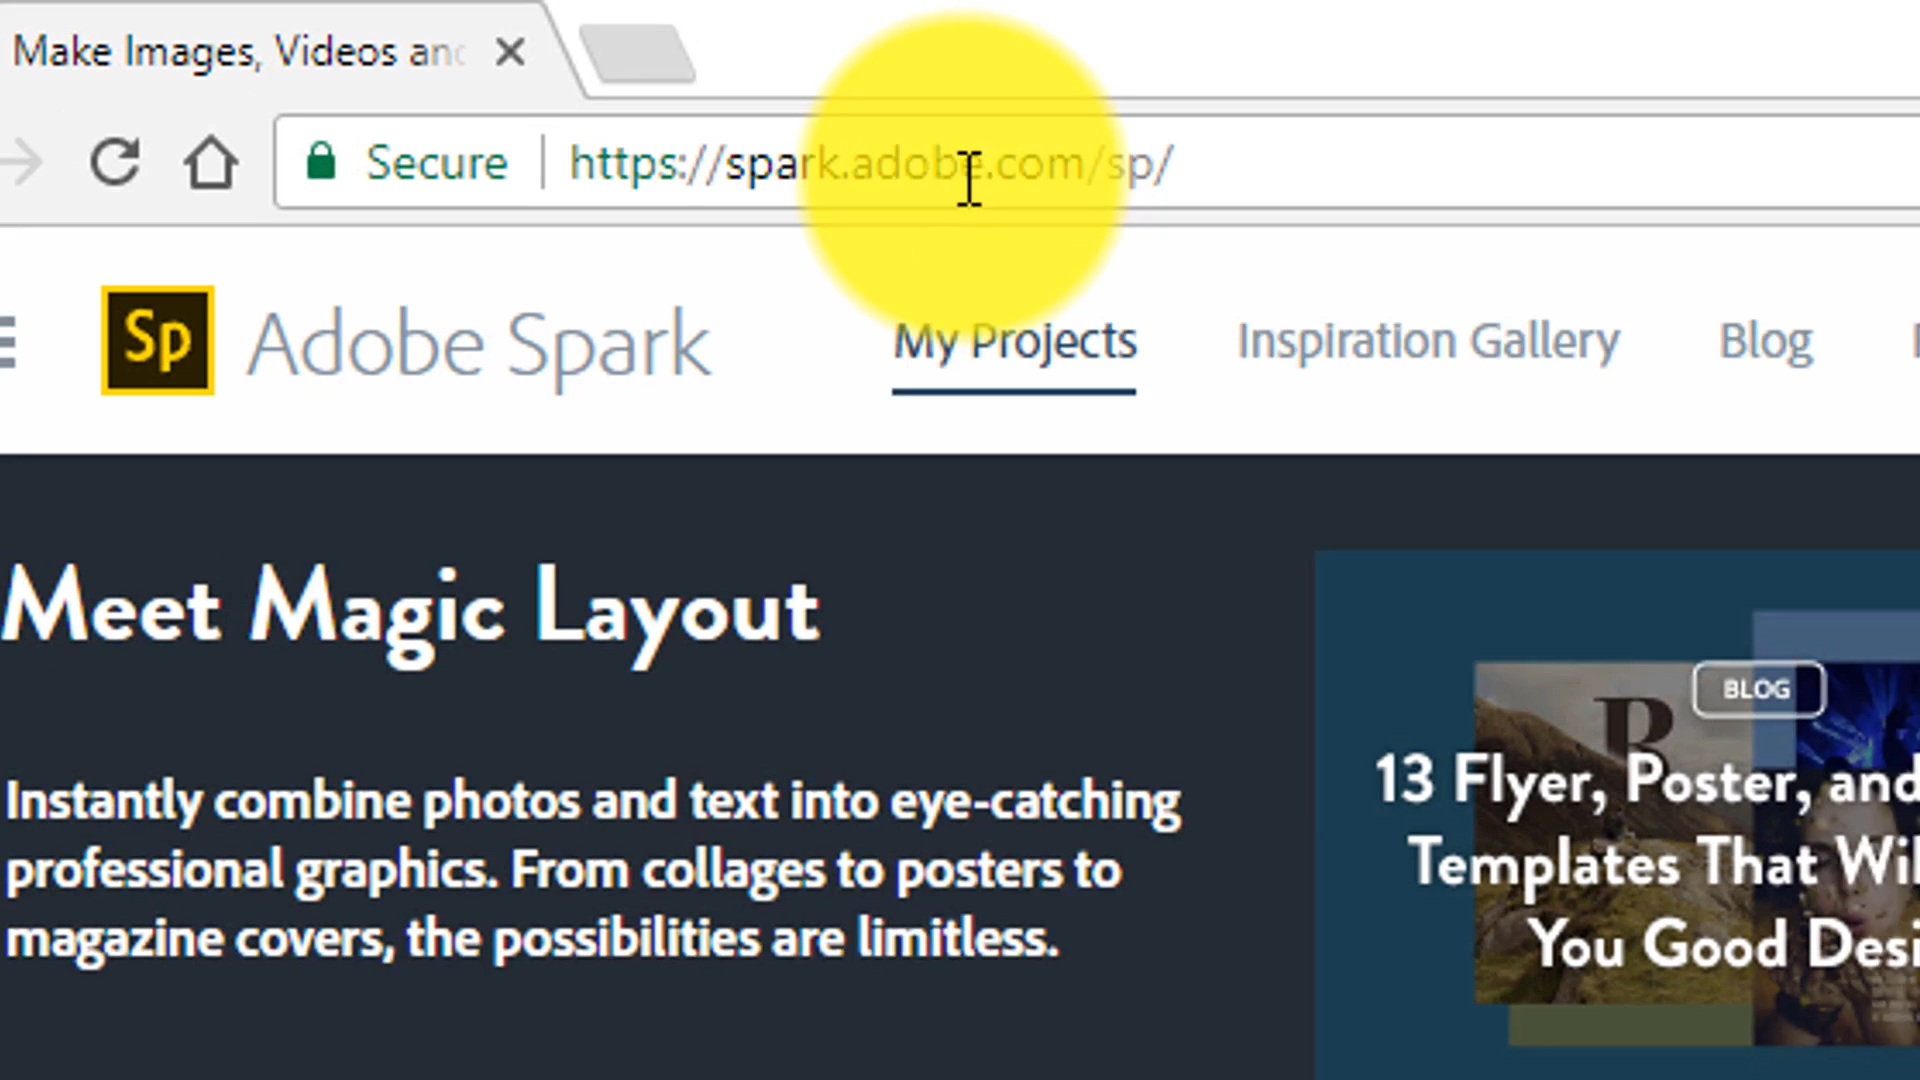 Make Images, Videos and
Secure
https://spark.adobe.com/sp/
Sp
Adobe Spark
My Projects
Inspiration Gallery
Blog
Meet Magic Layout
Instantly combine photos and text into eye-catching
professional graphics. From collages to posters to
magazine covers, the possibilities are limitless.
BLOG
R
13 Flyer, Poster, and
Templates That Wil
You Good Desi